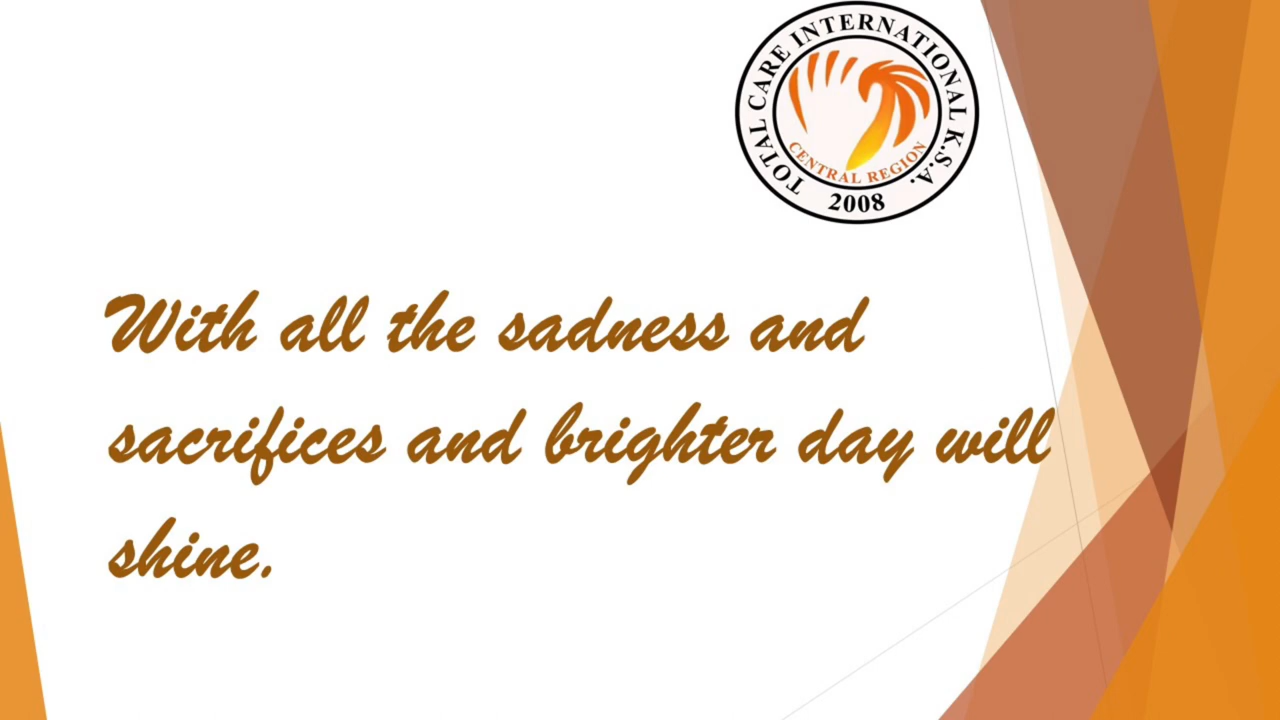 TOTAL CARE INTERNATIONAL K.S.A.
CENTRAL REGION
2008
With all the sadness and
sacrifices and brighter day will
shine.